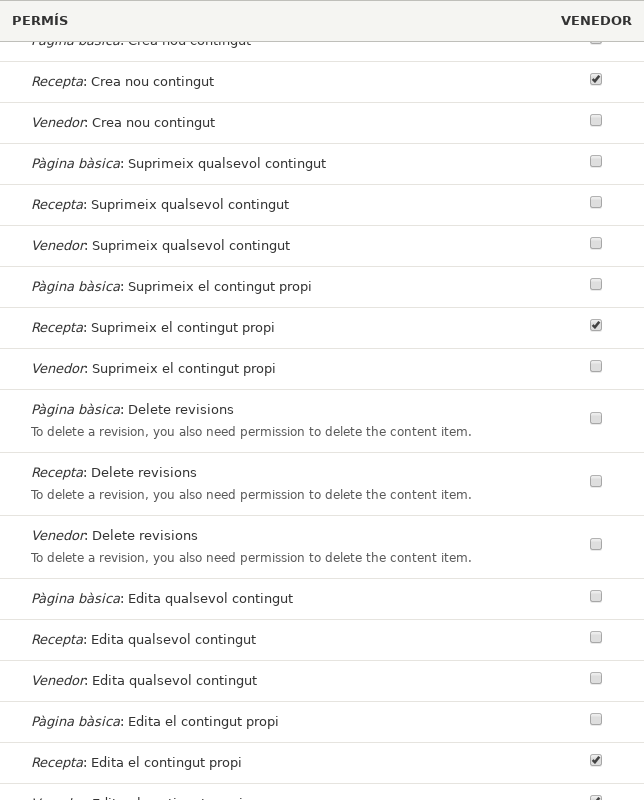 PERMÍS VENEDOR
Pàgina bàsica: Crea nou contingut
Recepta: Crea nou contingut
Venedor: Crea nou contingut
Pàgina bàsica: Suprimeix qualsevol contingut
Recepta: Suprimeix qualsevol contingut
Venedor: Suprimeix qualsevol contingut
Pàgina bàsica: Suprimeix el contingut propi
Recepta: Suprimeix el contingut propi
Venedor: Suprimeix el contingut propi
Pàgina bàsica: Delete revisions
To delete a revision, you also need permission to delete the content item.
Recepta: Delete revisions
To delete a revision, you also need permission to delete the content item.
Venedor: Delete revisions
To delete a revision, you also need permission to delete the content item.
Pàgina bàsica: Edita qualsevol contingut
Recepta: Edita qualsevol contingut
Venedor: Edita qualsevol contingut
Pàgina bàsica: Edita el contingut propi
Recepta: Edita el contingut propi